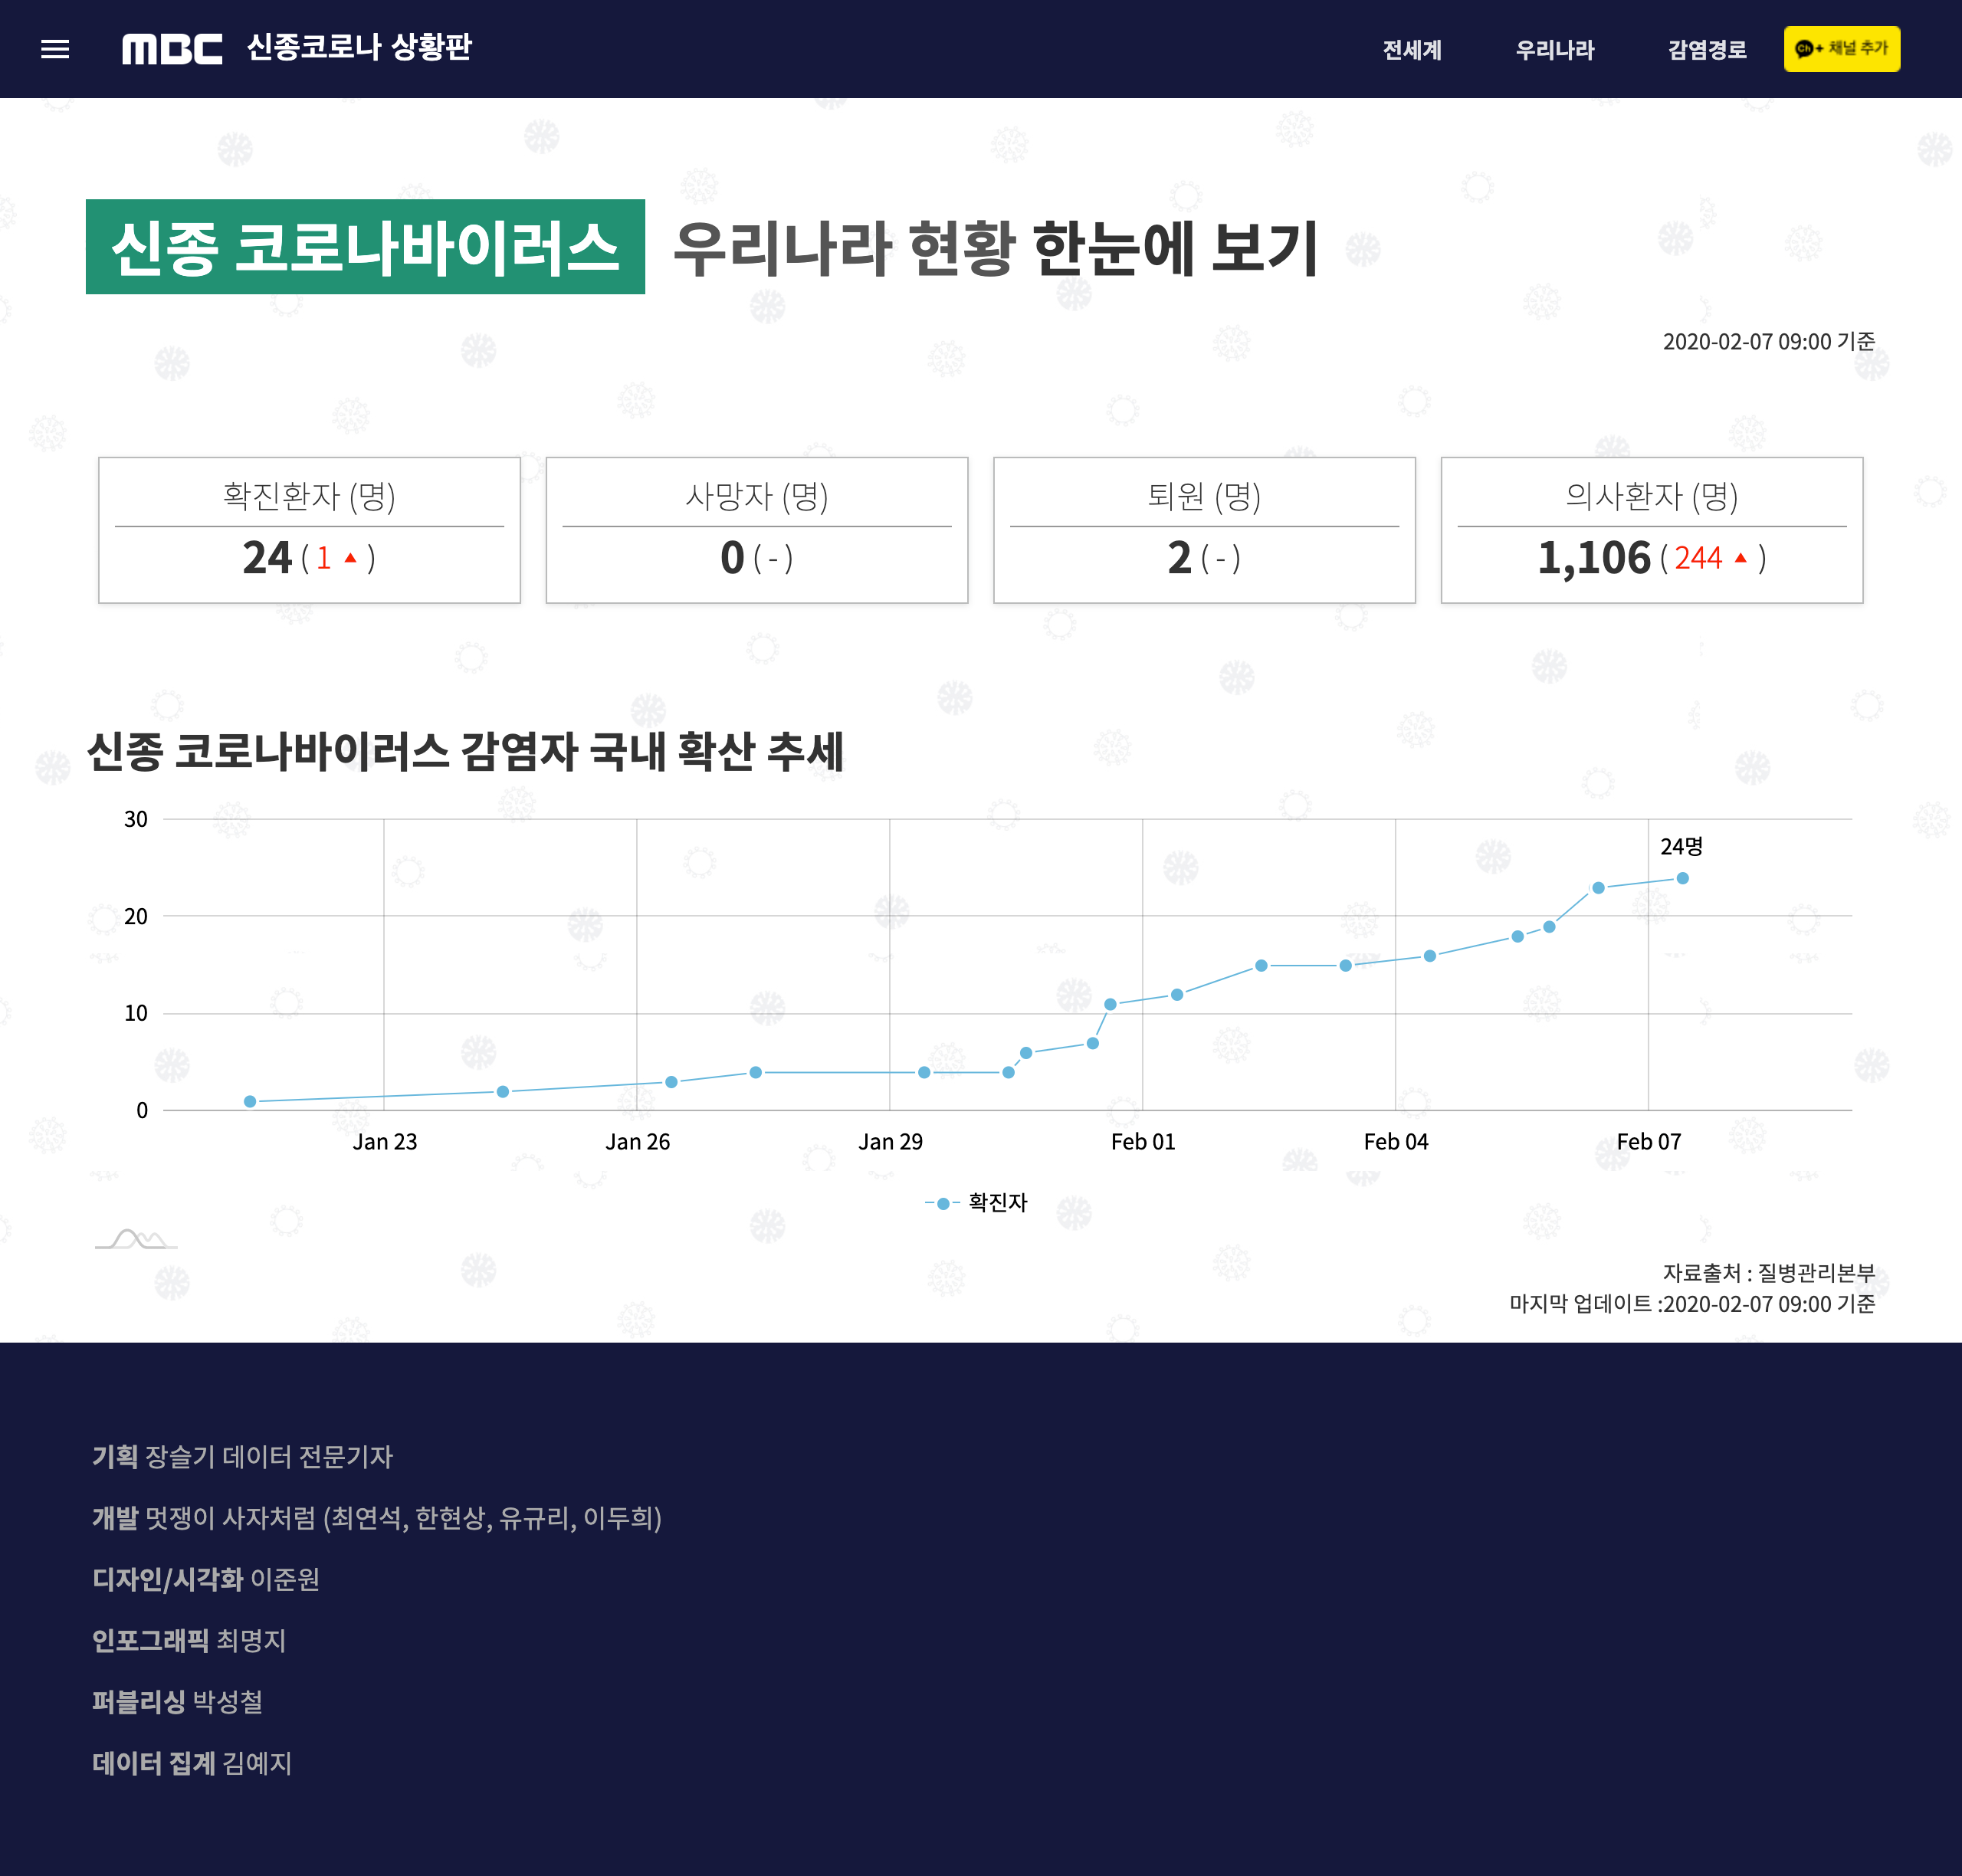 MBC 신종코로나 상황판 전세계 우리나라 감염경로 Ch+ 채널 추가
신종 코로나바이러스 우리나라 현황 한눈에 보기
2020-02-07 09:00 기준
확진환자 (명)
24 ( 1 ▲ )
사망자 (명)
0 ( - )
퇴원 (명)
2 ( - )
의사환자 (명)
1,106 ( 244 ▲ )
신종 코로나바이러스 감염자 국내 확산 추세
30
20
10
0
24명
Jan 23 Jan 26 Jan 29 Feb 01 Feb 04 Feb 07
확진자
자료출처 : 질병관리본부
마지막 업데이트 :2020-02-07 09:00 기준
기획 장슬기 데이터 전문기자
개발 멋쟁이 사자처럼 (최연석, 한현상, 유규리, 이두희)
디자인/시각화 이준원
인포그래픽 최명지
퍼블리싱 박성철
데이터 집계 김예지